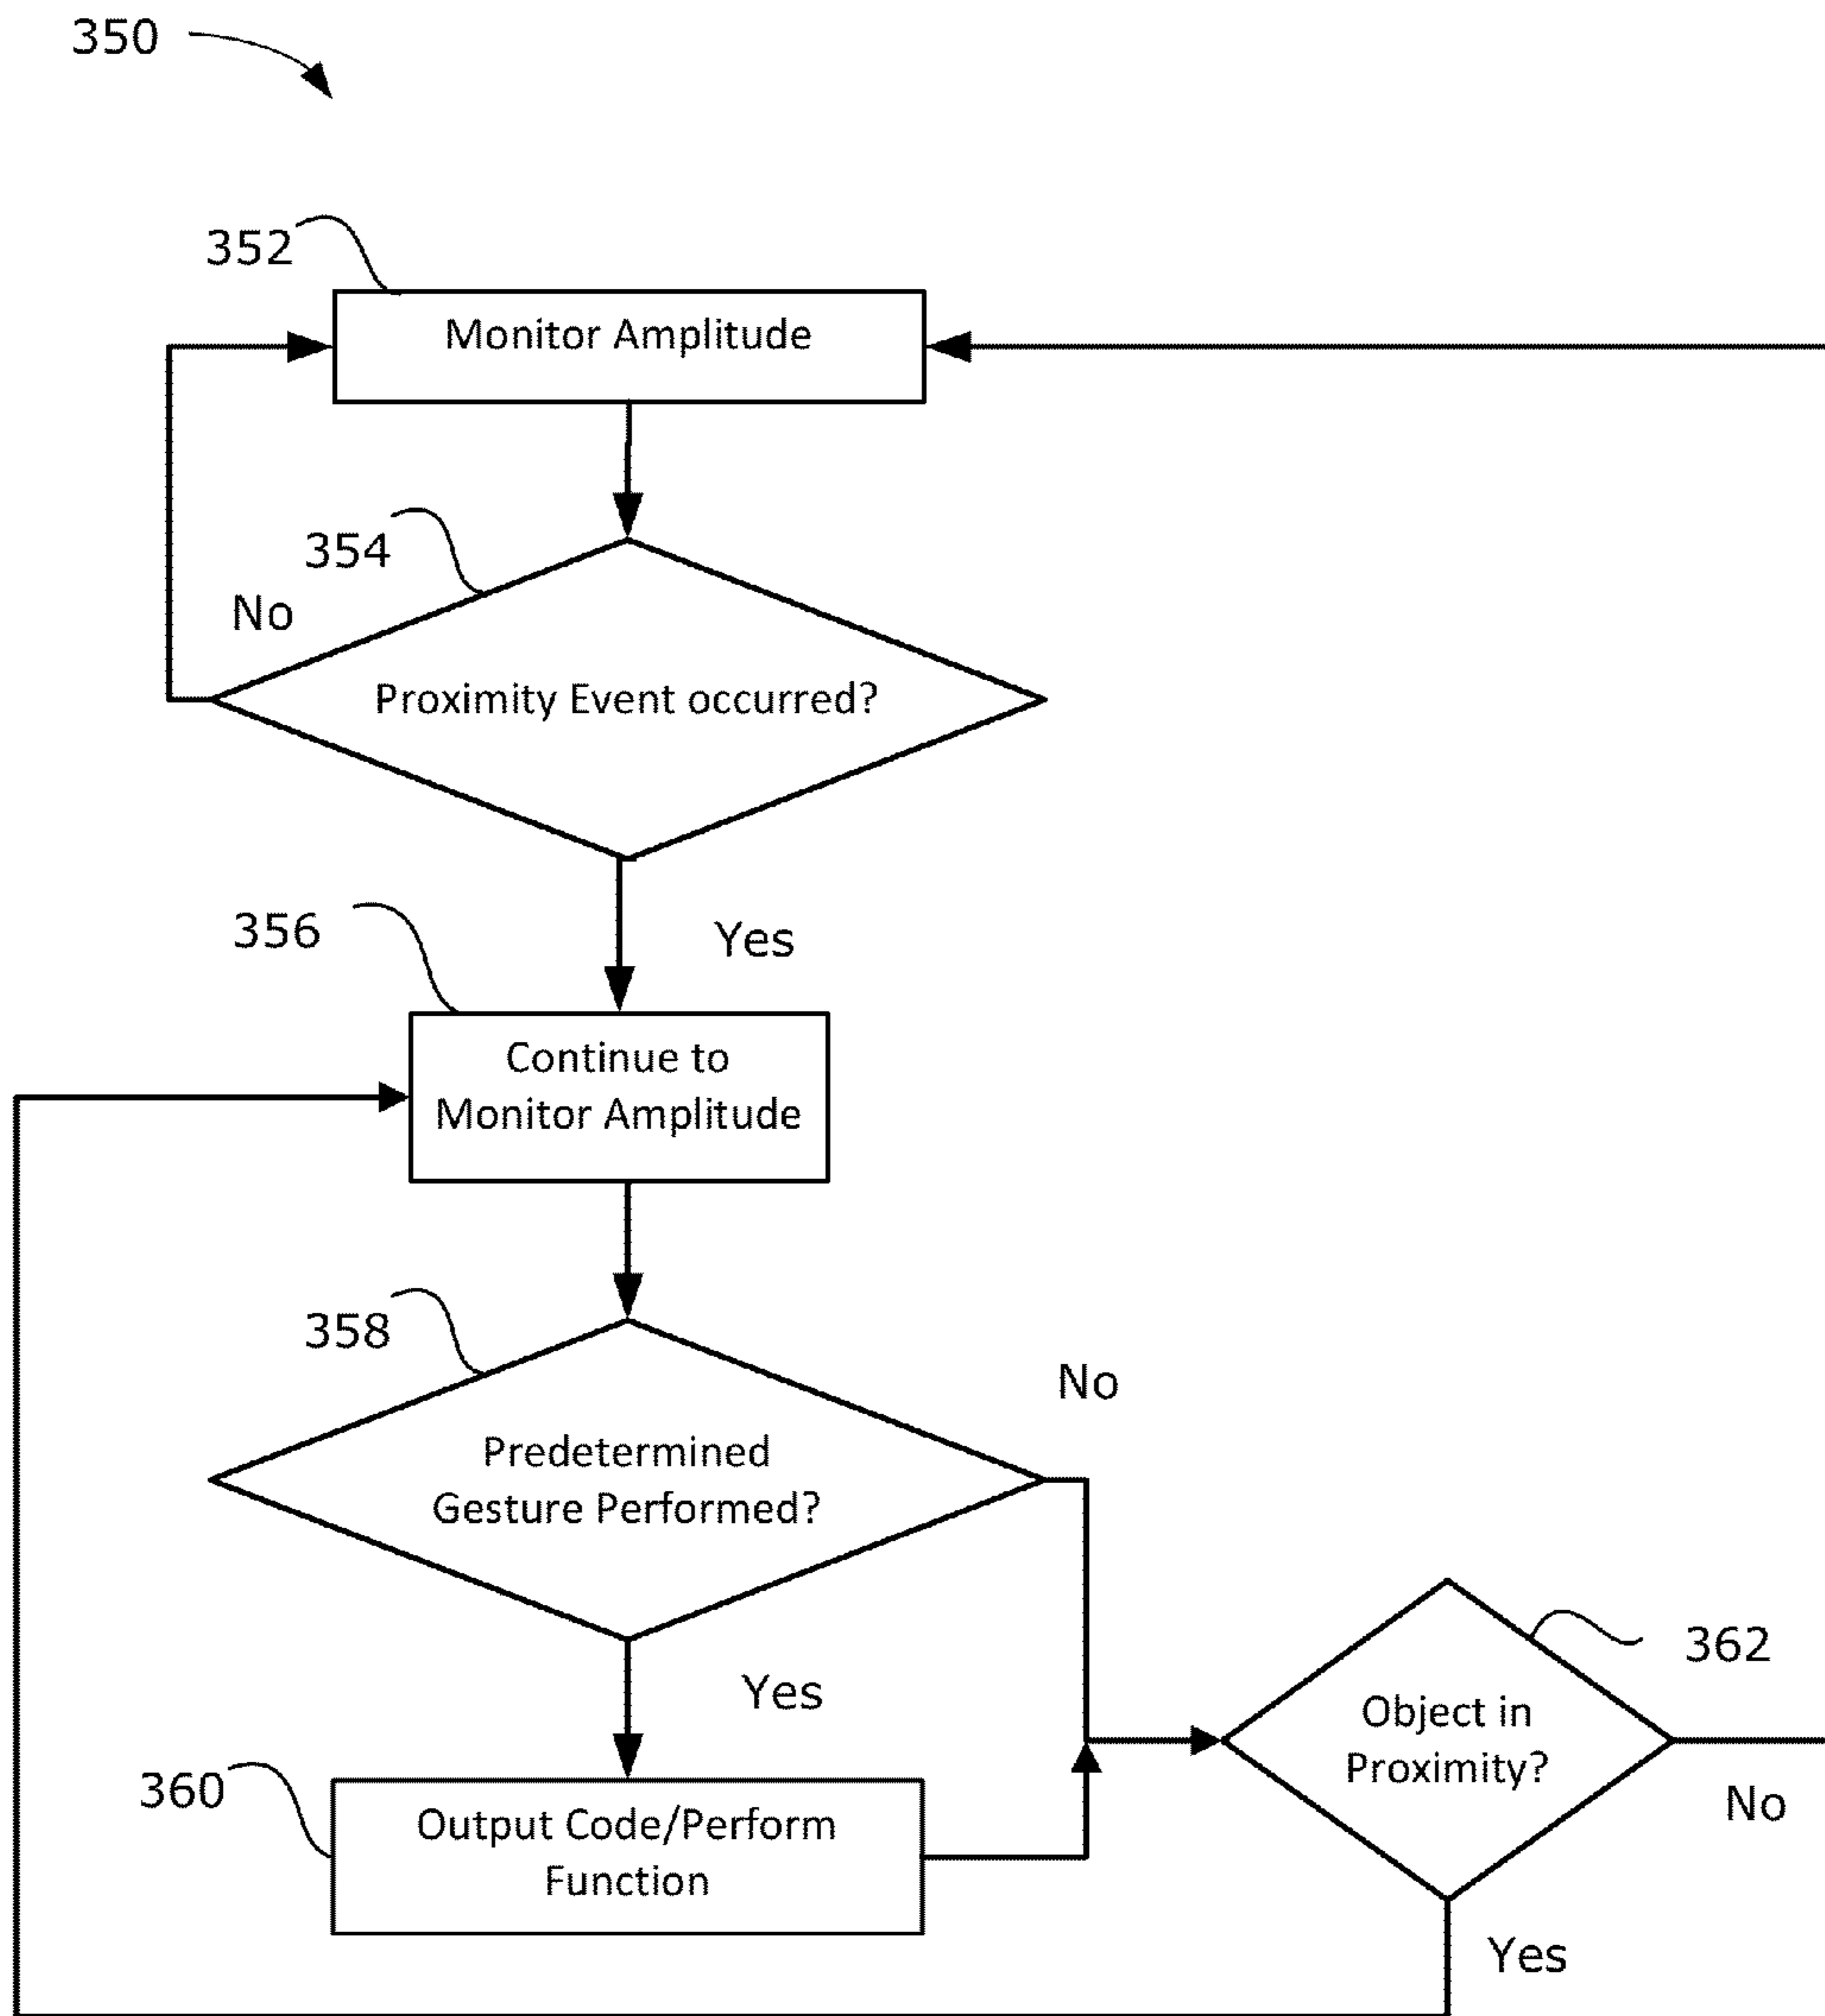 350
352
Monitor Amplitude
354
No
Proximity Event occurred?
356
Yes
Continue to
Monitor Amplitude
358
No
Predetermined
Gesture Performed?
362
Yes
Object in
Proximity?
360
No
Output Code/Perform
Function
Yes